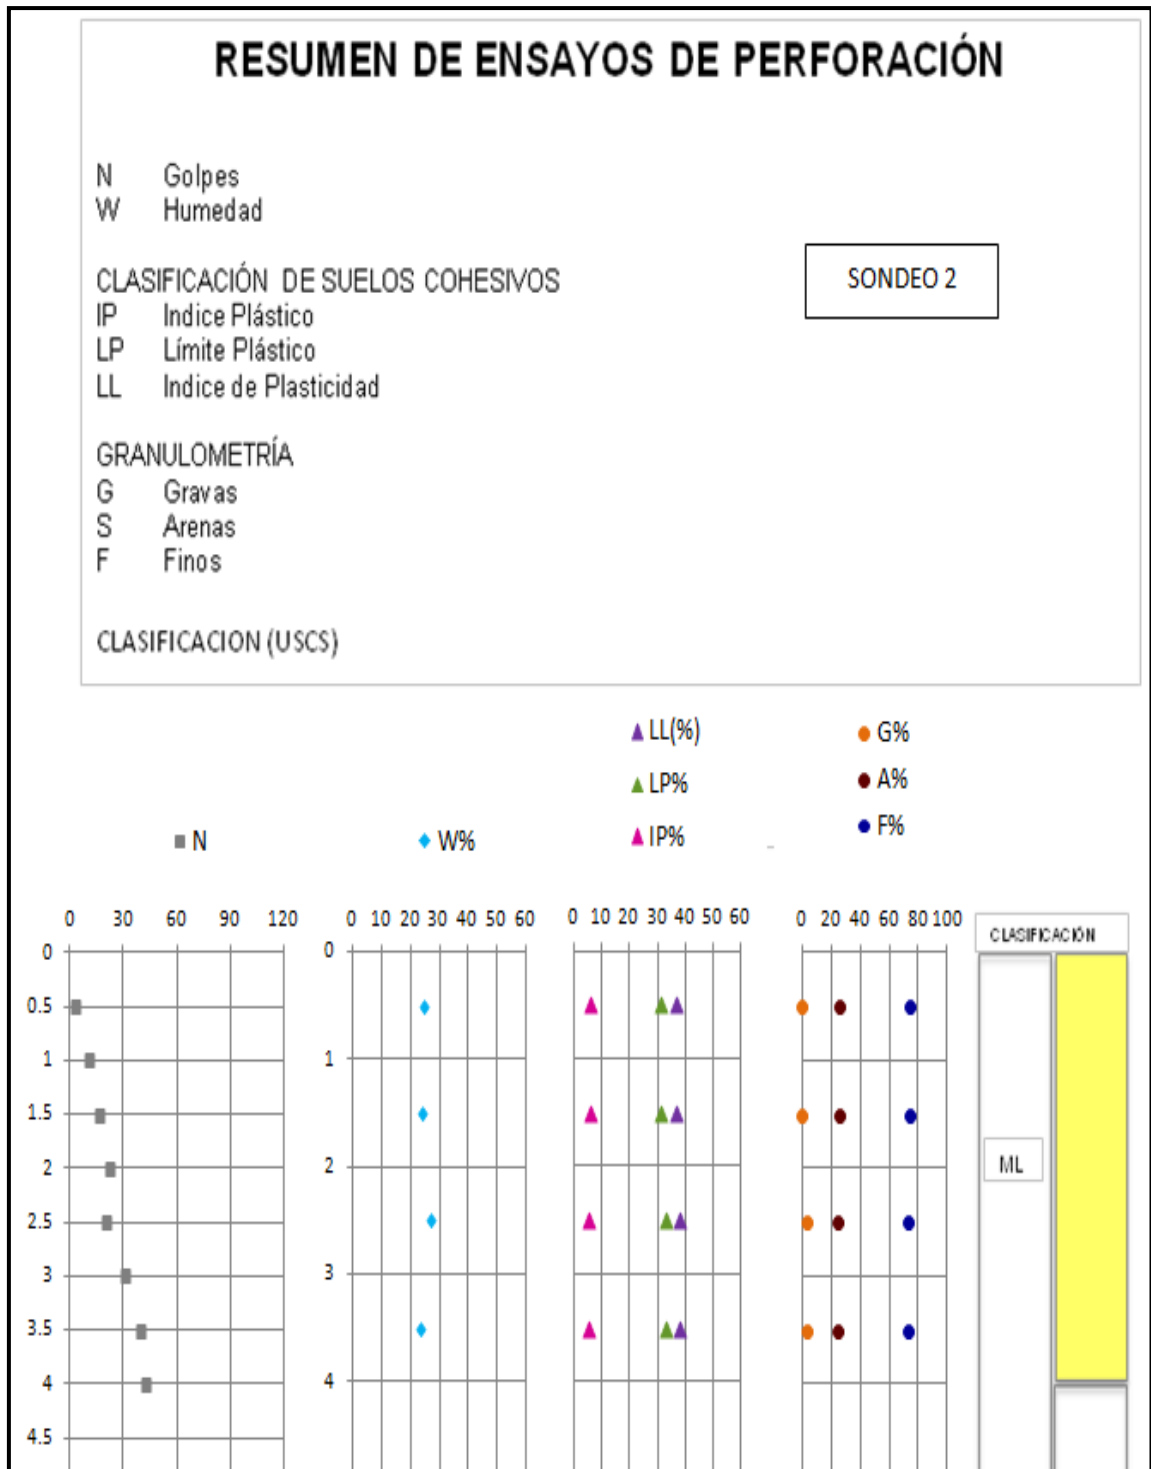 RESUMEN DE ENSAYOS DE PERFORACIÓN
N Golpes
W Humedad
CLASIFICACIÓN DE SUELOS COHESIVOS
SONDEO 2
IP Indice Plástico
LP Límite Plástico
LL Indice de Plasticidad
GRANULOMETRÍA
G Gravas
S Arenas
F Finos
CLASIFICACION (USCS)
LL(%)
LP%
IP%
G%
A%
F%
N
W%
0 30 60 90 120
0 10 20 30 40 50 60
0 10 20 30 40 50 60
0 20 40 60 80 100
CLASIFICACIÓN
0
0.5
1
1.5
2
2.5
3
3.5
4
4.5
0
1
2
3
4
ML